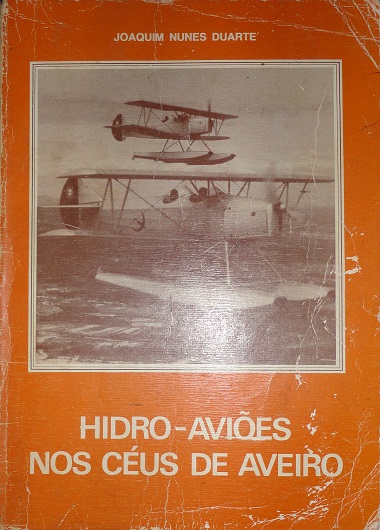 JOAQUIM NUNES DUARTE
HIDRO-AVIÕES
NOS CÉUS DE AVEIRO